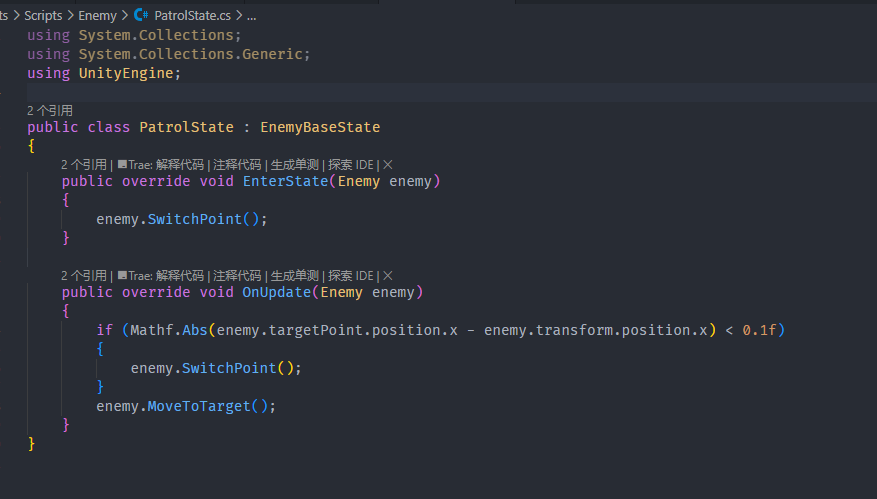 ts > Scripts > Enemy > C# PatrolState.cs > ...
using System.Collections;
using System.Collections.Generic;
using UnityEngine;
2 个引用
public class PatrolState : EnemyBaseState
{
2 个引用 | Trae: 解释代码 | 注释代码 | 生成单测 | 探索 IDE | ×
public override void EnterState(Enemy enemy)
{
enemy.SwitchPoint();
}
2 个引用 | Trae: 解释代码 | 注释代码 | 生成单测 | 探索 IDE | ×
public override void OnUpdate(Enemy enemy)
{
if (Mathf.Abs(enemy.targetPoint.position.x - enemy.transform.position.x) < 0.1f)
{
enemy.SwitchPoint();
}
enemy.MoveToTarget();
}
}